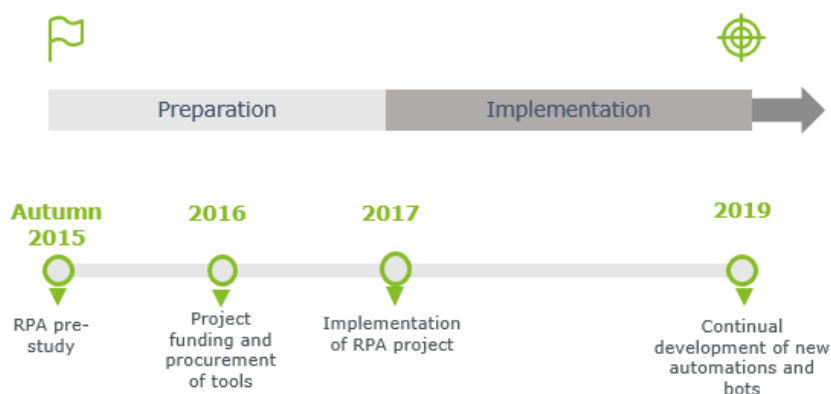 Preparation
Implementation
Autumn
2015
2016
2017
2019
RPA pre-
study
Project
funding and
procurement
of tools
Implementation
of RPA project
Continual
development of new
automations and
bots